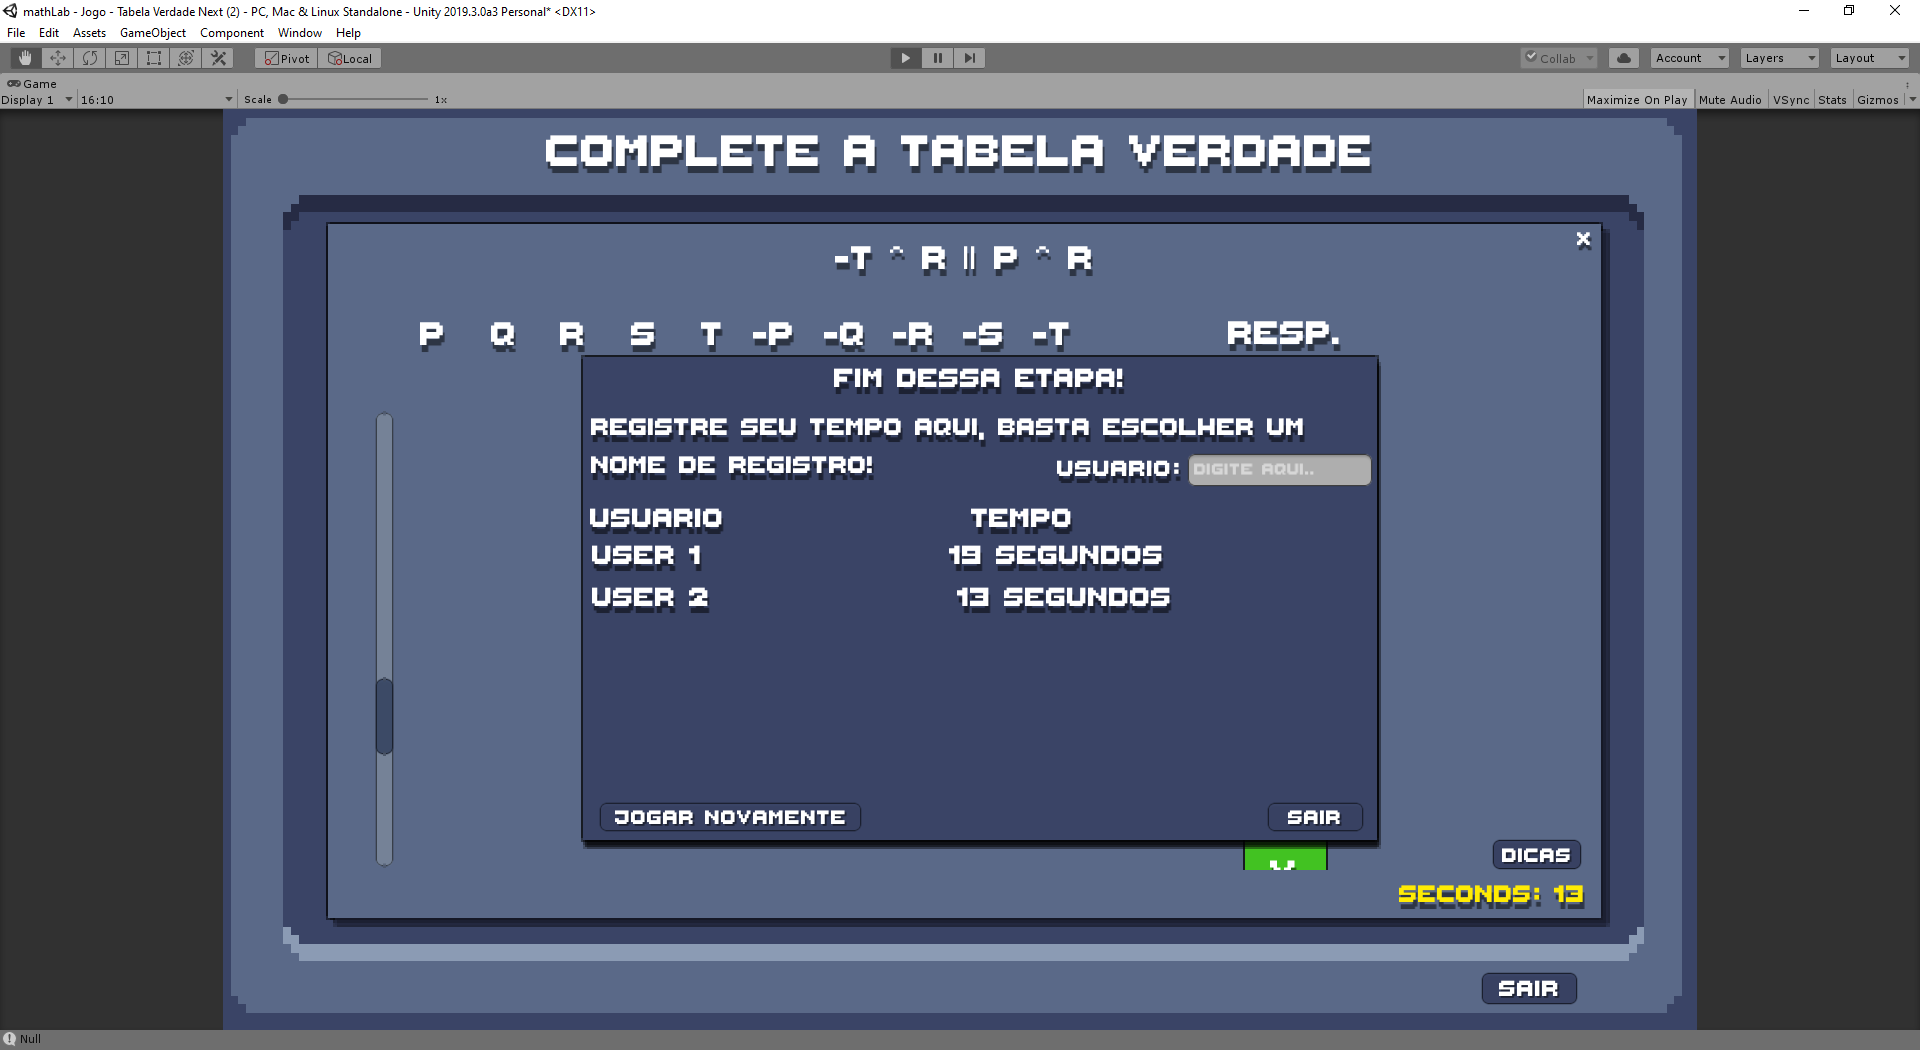 mathLab - Jogo - Tabela Verdade Next (2) - PC, Mac & Linux Standalone - Unity 2019.3.0a3 Personal* <DX11>
File Edit Assets GameObject Component Window Help
Pivot Local Collab Account Layers Layout
Game
Display 1 16:10 Scale 1x Maximize On Play Mute Audio VSync Stats Gizmos
COMPLETE A TABELA VERDADE
X
-T ^ R || P ^ R
P Q R S T -P -Q -R -S -T RESP.
FIM DESSA ETAPA!
REGISTRE SEU TEMPO AQUI, BASTA ESCOLHER UM
NOME DE REGISTRO! USUARIO: DIGITE AQUI..
USUARIO TEMPO
USER 1 19 SEGUNDOS
USER 2 13 SEGUNDOS
JOGAR NOVAMENTE SAIR
DICAS
SECONDS: 13
SAIR
Null